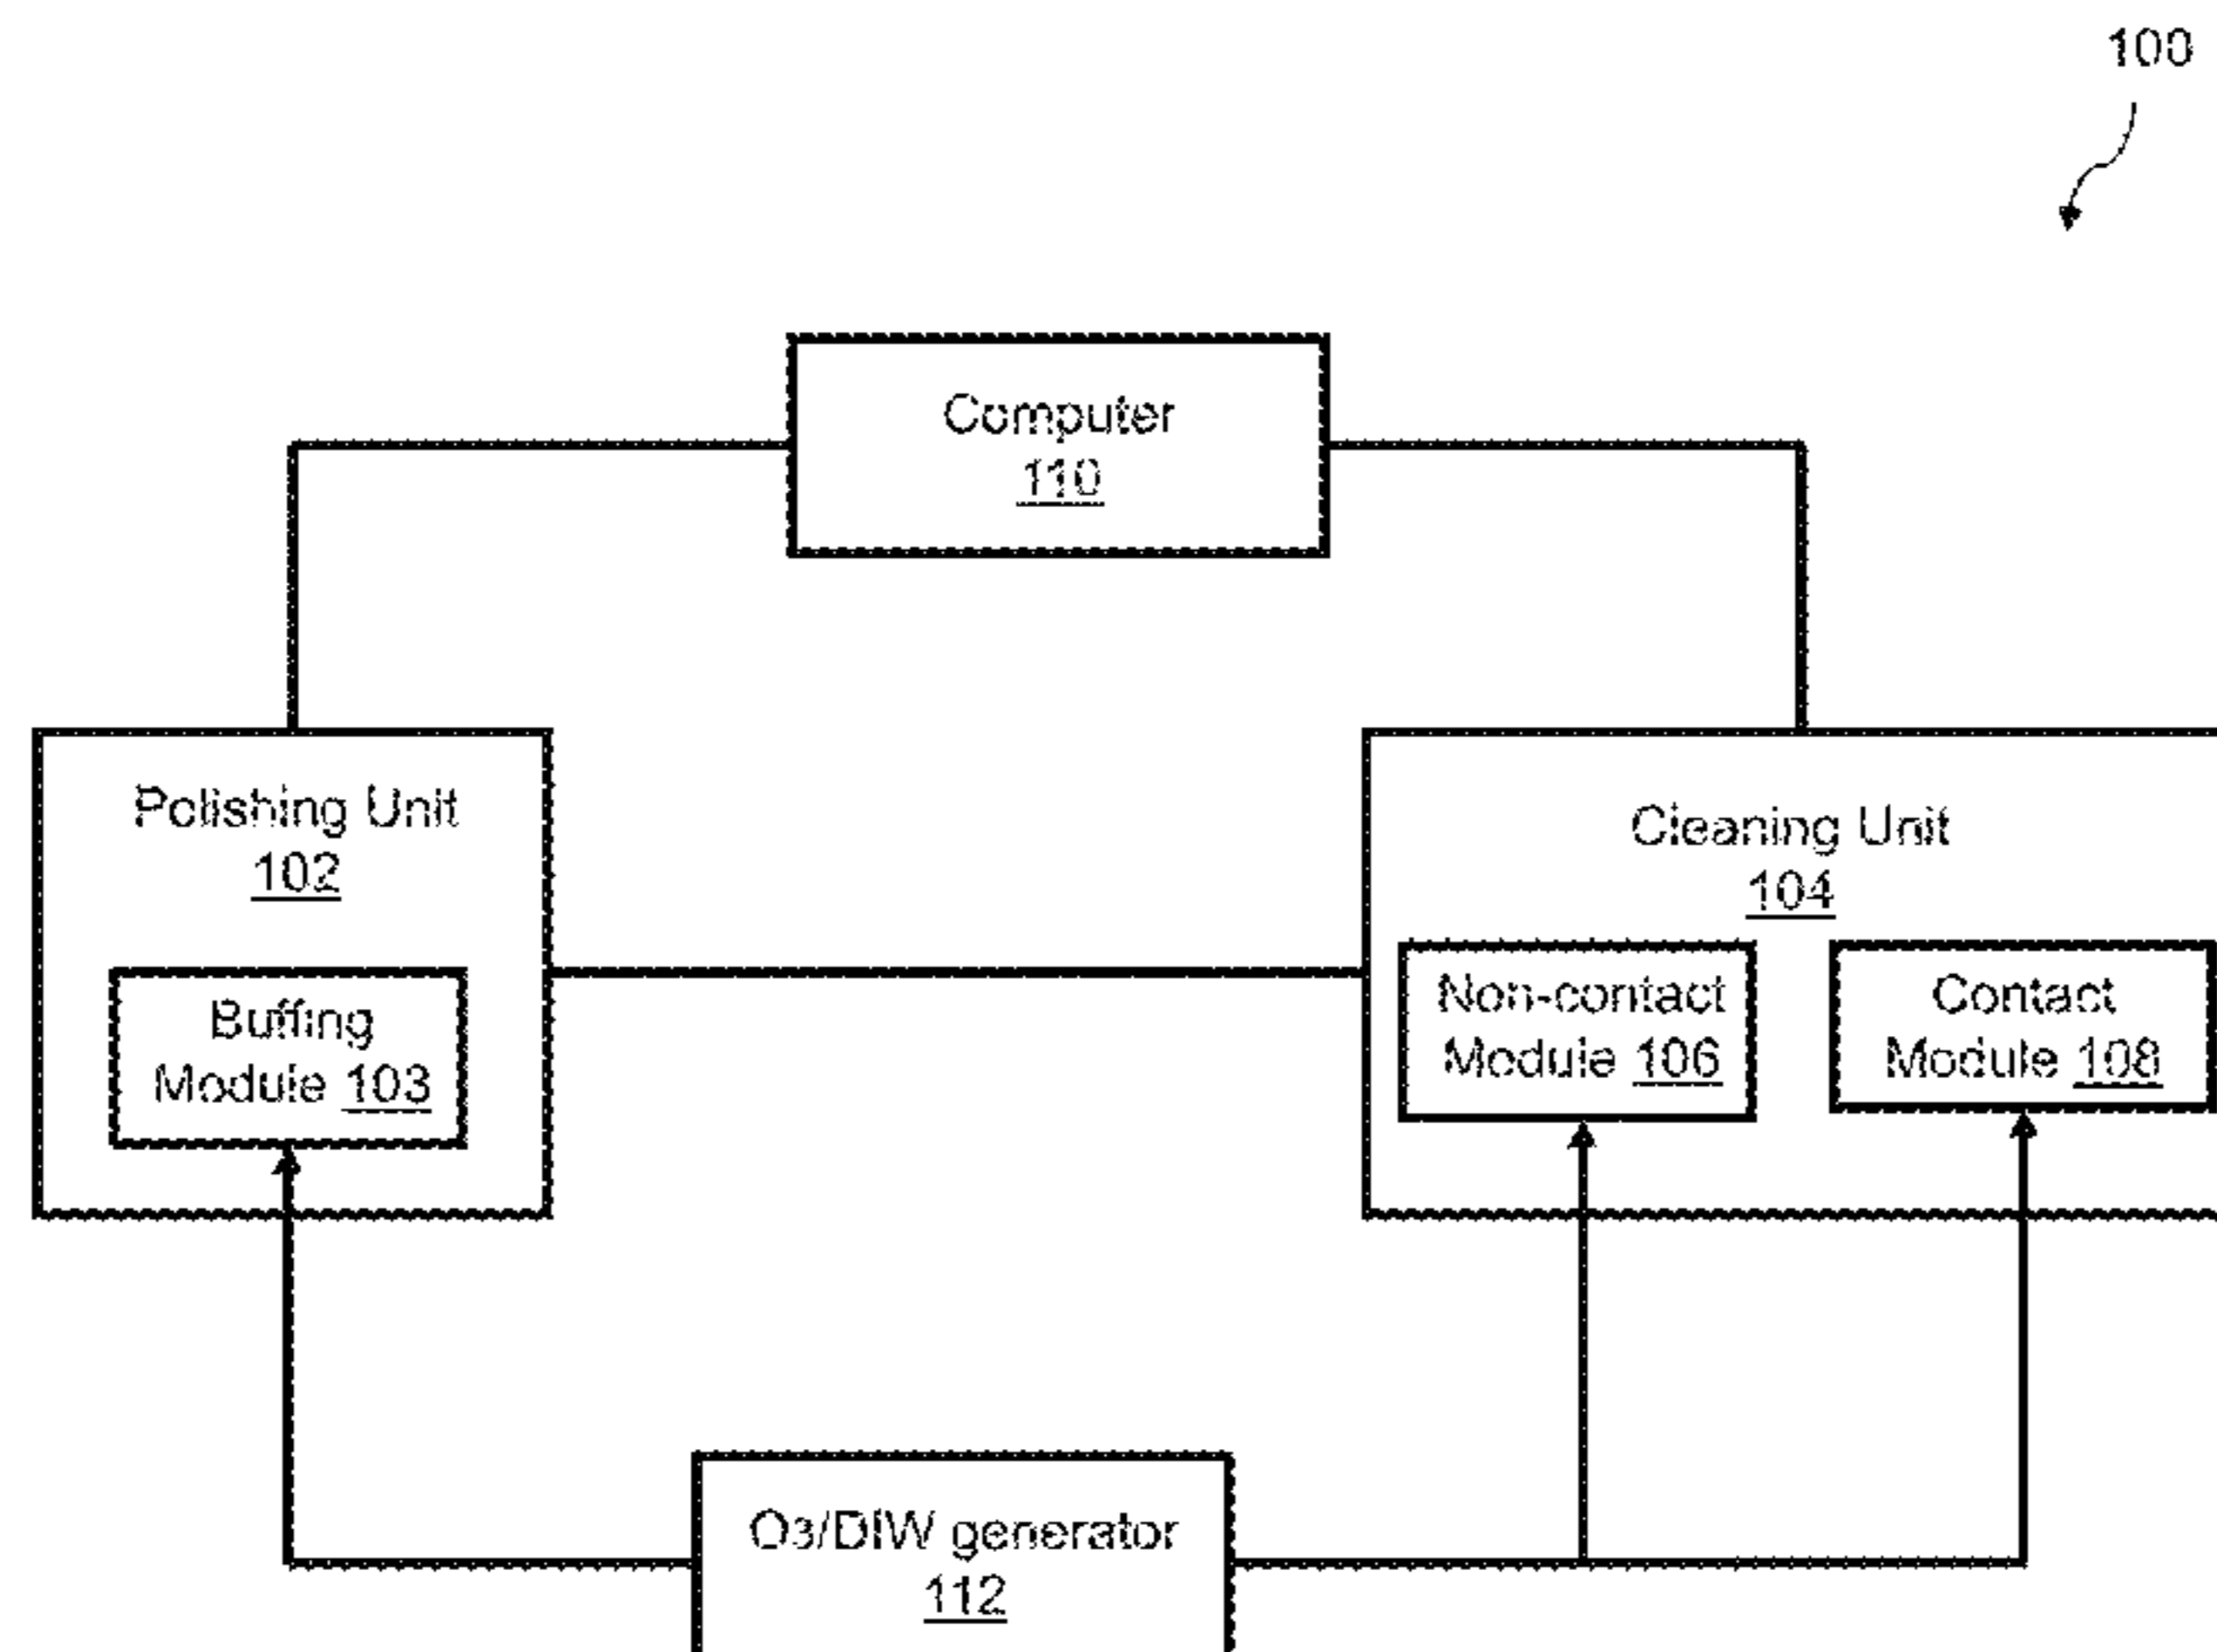 100
Computer
110
Polishing Unit
102
Cleaning Unit
104
Buffing
Module 103
Non-contact
Module 106
Contact
Module 108
O3/DIW generator
112